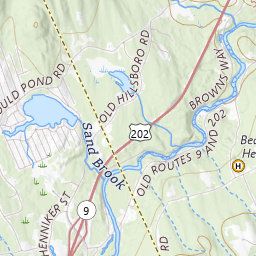 OULD POND RD
OLD HILLSBORO RD
BROWNS WAY
Sand Brook
202
OLD ROUTES 9 AND 202
Be
He
H
HENNIKER ST
9
RD